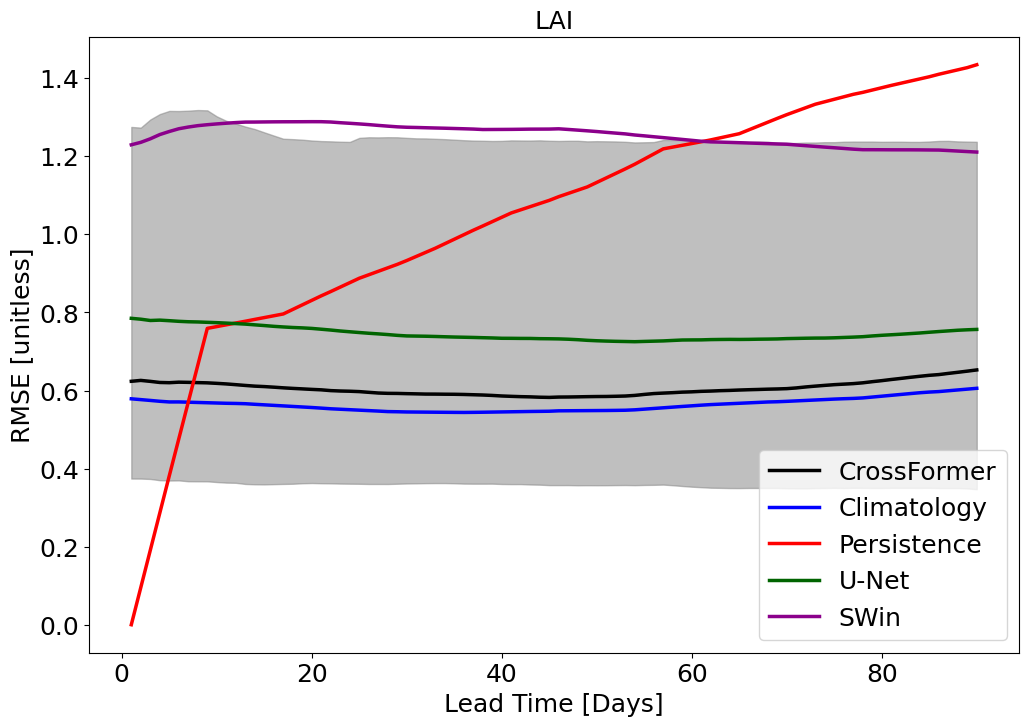 LAI
RMSE [unitless]
1.4
1.2
1.0
0.8
0.6
0.4
0.2
0.0
0
20
40
60
80
Lead Time [Days]
CrossFormer
Climatology
Persistence
U-Net
SWin